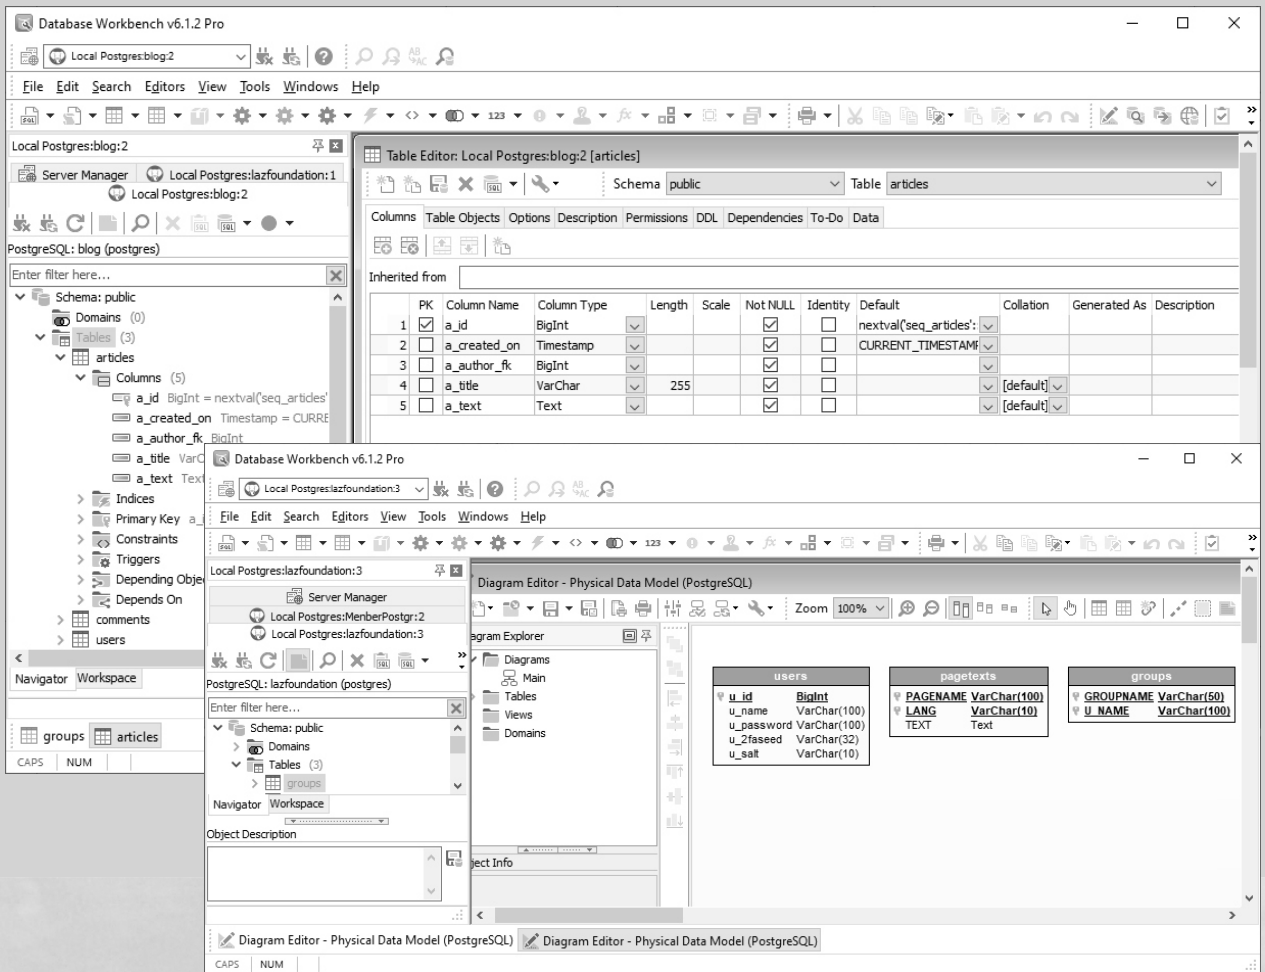 Database Workbench v6.1.2 Pro
Local Postgres:blog:2
File Edit Search Editors View Tools Windows Help
Local Postgres:blog:2
Server Manager Local Postgres:lazfoundation:1
Local Postgres:blog:2
PostgreSQL: blog (postgres)
Enter filter here...
Schema: public
Domains (0)
Tables (3)
articles
Columns (5)
a_id BigInt = nextval('seq_articles'
a_created_on Timestamp = CURRE
a_author_fk BigInt
a_title VarC
a_text Text
Indices
Primary Key a_i
Constraints
Triggers
Depending Obje
Depends On
comments
users
Navigator Workspace
groups articles
CAPS NUM
Table Editor: Local Postgres:blog:2 [articles]
Schema public Table articles
Columns Table Objects Options Description Permissions DDL Dependencies To-Do Data
Inherited from
PK Column Name Column Type Length Scale Not NULL Identity Default Collation Generated As Description
1 a_id BigInt nextval('seq_articles':
2 a_created_on Timestamp CURRENT_TIMESTAMP
3 a_author_fk BigInt
4 a_title VarChar 255 [default]
5 a_text Text [default]
Database Workbench v6.1.2 Pro
Local Postgres:lazfoundation:3
File Edit Search Editors View Tools Windows Help
Local Postgres:lazfoundation:3
Server Manager
Local Postgres:MenberPostgr:2
Local Postgres:lazfoundation:3
PostgreSQL: lazfoundation (postgres)
Enter filter here...
Schema: public
Domains
Tables (3)
groups
Navigator Workspace
Object Description
Diagram Editor - Physical Data Model (PostgreSQL)
Zoom 100%
agram Explorer
Diagrams
Main
Tables
Views
Domains
ject Info
users
u_id BigInt
u_name VarChar(100)
u_password VarChar(100)
u_2faseed VarChar(32)
u_salt VarChar(10)
pagetexts
PAGENAME VarChar(100)
LANG VarChar(10)
TEXT Text
groups
GROUPNAME VarChar(50)
U_NAME VarChar(100)
Diagram Editor - Physical Data Model (PostgreSQL) Diagram Editor - Physical Data Model (PostgreSQL)
CAPS NUM